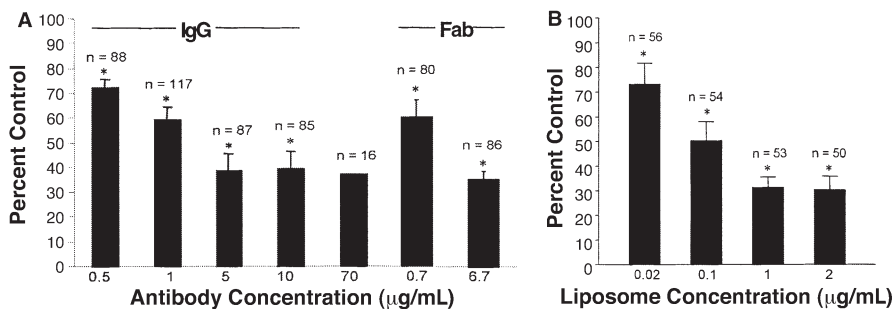 A
IgG
Fab
Percent Control
100
90
80
70
60
50
40
30
20
10
0
n = 88
*
n = 117
*
n = 87
*
n = 85
*
n = 16
n = 80
*
n = 86
*
0.5 1 5 10 70 0.7 6.7
Antibody Concentration (μg/mL)
B
Percent Control
100
90
80
70
60
50
40
30
20
10
0
n = 56
*
n = 54
*
n = 53
*
n = 50
*
0.02 0.1 1 2
Liposome Concentration (μg/mL)